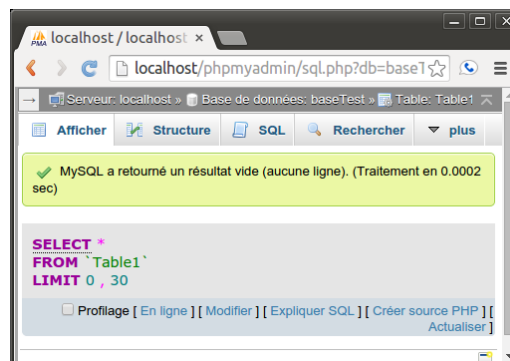 PMA localhost / localhost ×
localhost/phpmyadmin/sql.php?db=baseT
Serveur: localhost » Base de données: baseTest » Table: Table1
Afficher Structure SQL Rechercher plus
MySQL a retourné un résultat vide (aucune ligne). (Traitement en 0.0002
sec)
SELECT *
FROM `Table1`
LIMIT 0 , 30
Profilage [ En ligne ] [ Modifier ] [ Expliquer SQL ] [ Créer source PHP ] [
Actualiser ]